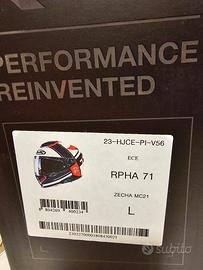 PERFORMANCE
REINVENTED
23-HJCE-PI-V56
ECE
RPHA 71
ZECHA MC21
L
L
subito